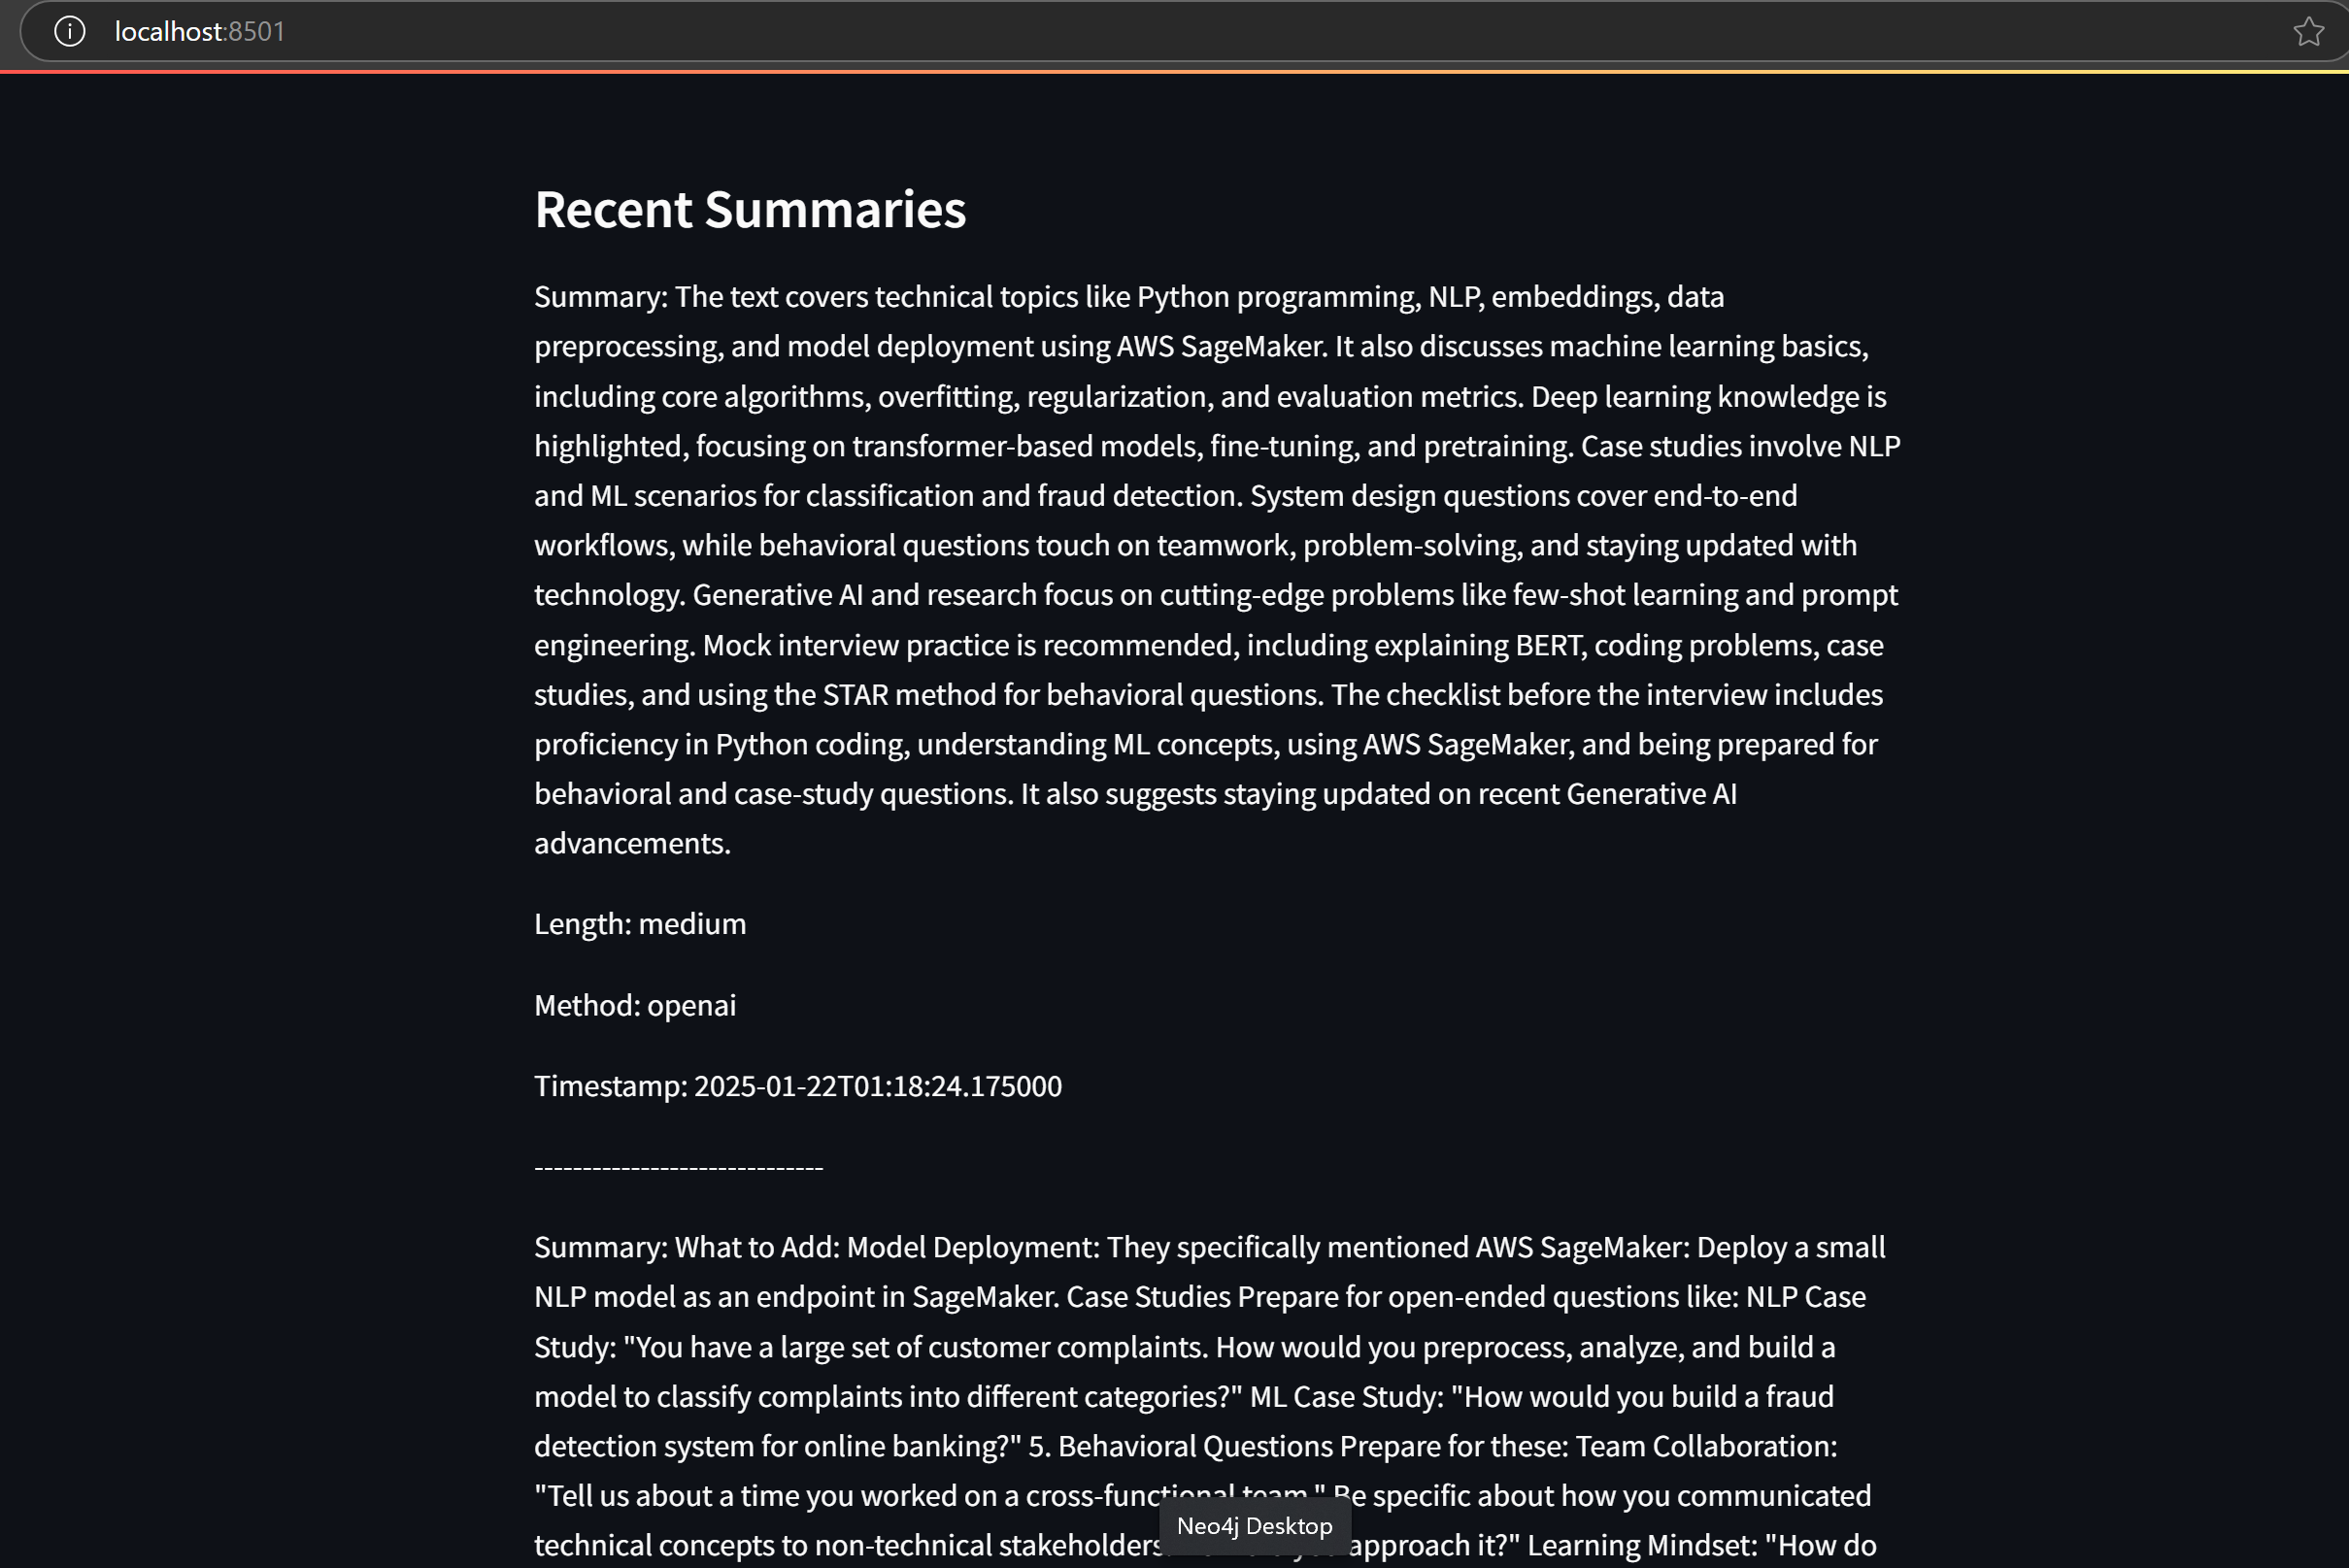 localhost:8501
Recent Summaries
Summary: The text covers technical topics like Python programming, NLP, embeddings, data
preprocessing, and model deployment using AWS SageMaker. It also discusses machine learning basics,
including core algorithms, overfitting, regularization, and evaluation metrics. Deep learning knowledge is
highlighted, focusing on transformer-based models, fine-tuning, and pretraining. Case studies involve NLP
and ML scenarios for classification and fraud detection. System design questions cover end-to-end
workflows, while behavioral questions touch on teamwork, problem-solving, and staying updated with
technology. Generative AI and research focus on cutting-edge problems like few-shot learning and prompt
engineering. Mock interview practice is recommended, including explaining BERT, coding problems, case
studies, and using the STAR method for behavioral questions. The checklist before the interview includes
proficiency in Python coding, understanding ML concepts, using AWS SageMaker, and being prepared for
behavioral and case-study questions. It also suggests staying updated on recent Generative AI
advancements.
Length: medium
Method: openai
Timestamp: 2025-01-22T01:18:24.175000
------------------------------
Summary: What to Add: Model Deployment: They specifically mentioned AWS SageMaker: Deploy a small
NLP model as an endpoint in SageMaker. Case Studies Prepare for open-ended questions like: NLP Case
Study: "You have a large set of customer complaints. How would you preprocess, analyze, and build a
model to classify complaints into different categories?" ML Case Study: "How would you build a fraud
detection system for online banking?" 5. Behavioral Questions Prepare for these: Team Collaboration:
"Tell us about a time you worked on a cross-functional team." Be specific about how you communicated
technical concepts to non-technical stakeholders. approach it?" Learning Mindset: "How do
Neo4j Desktop